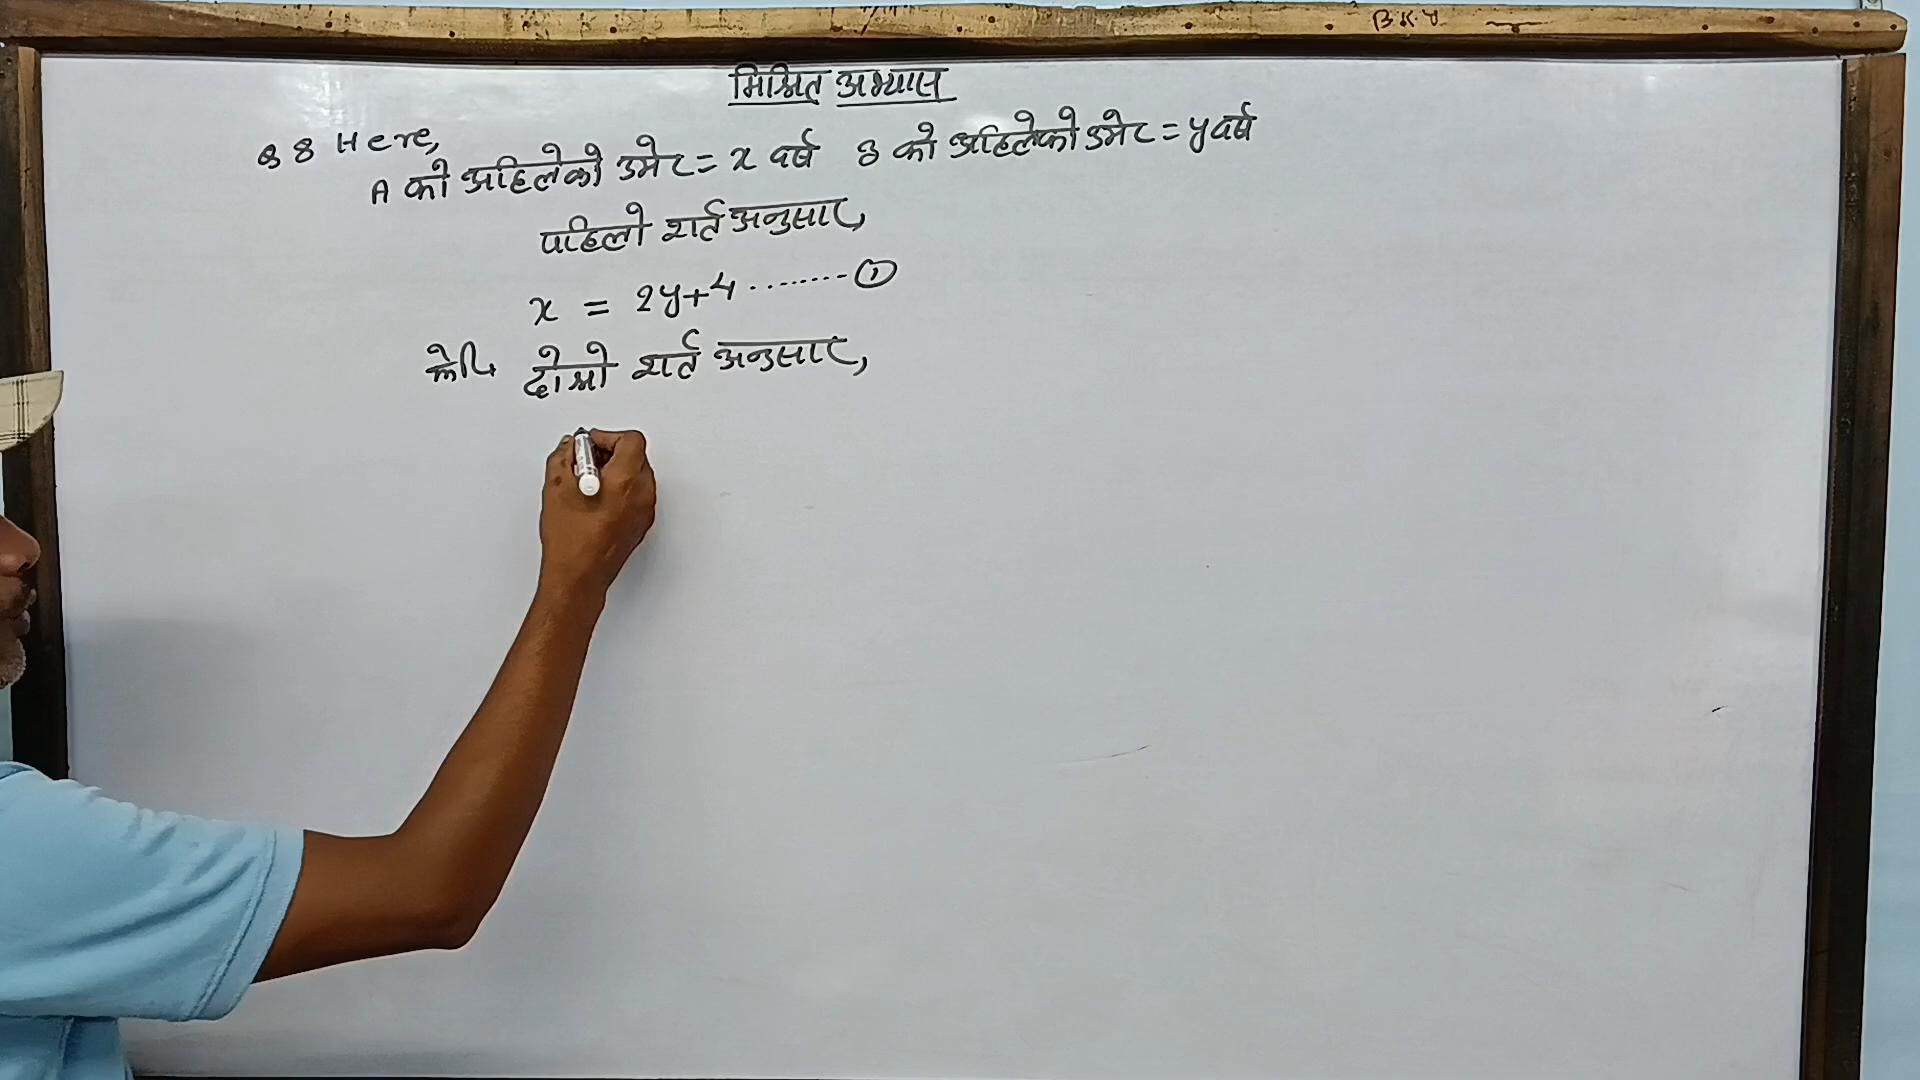 B.K.Y
मिश्रित अभ्यास
Q 8 Here,
A को अहिलेको उमेर = x वर्ष B को अहिलेको उमेर = y वर्ष
पहिलो शर्त अनुसार,
x = 2y+4 ........ ①
फेरि दोश्रो शर्त अनुसार,